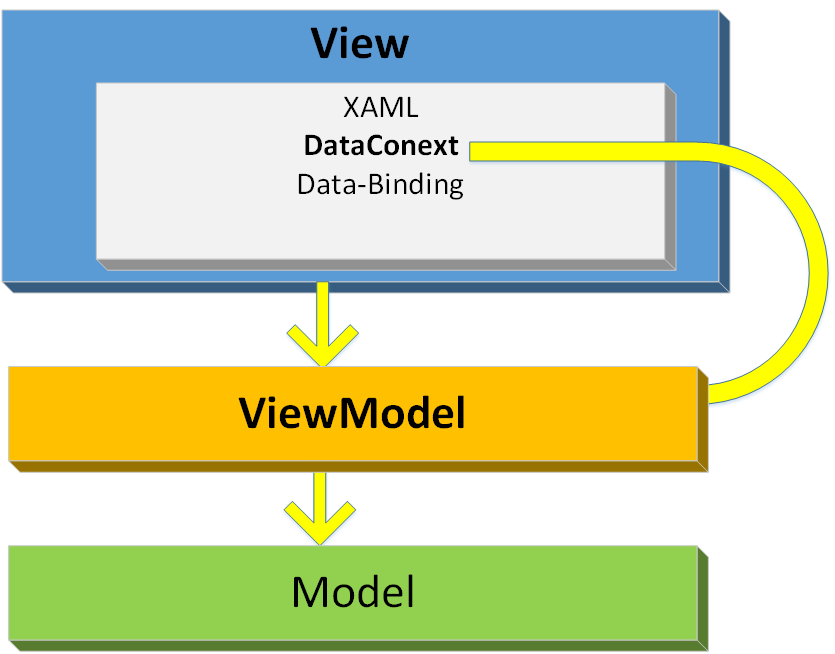 View
XAML
DataConext
Data-Binding
ViewModel
Model